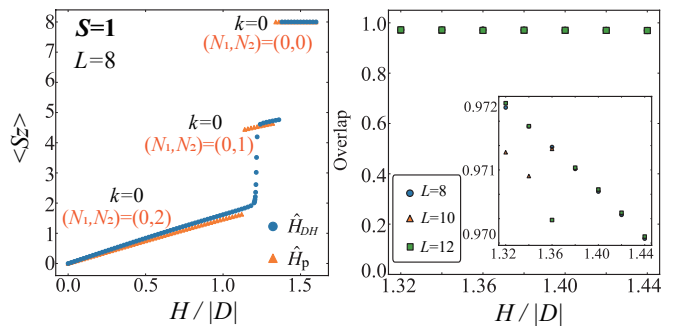 8
7
6
5
4
3
2
1
0
<Sz>
S=1
L=8
k=0
(N₁,N₂)=(0,0)
k=0
(N₁,N₂)=(0,1)
k=0
(N₁,N₂)=(0,2)
Ĥ_DH
Ĥ_p
0.0 0.5 1.0 1.5
H / |D|
1.0
0.8
0.6
0.4
0.2
0.0
Overlap
0.972
0.971
0.970
1.32 1.36 1.40 1.44
L=8
L=10
L=12
1.32 1.36 1.40 1.44
H / |D|